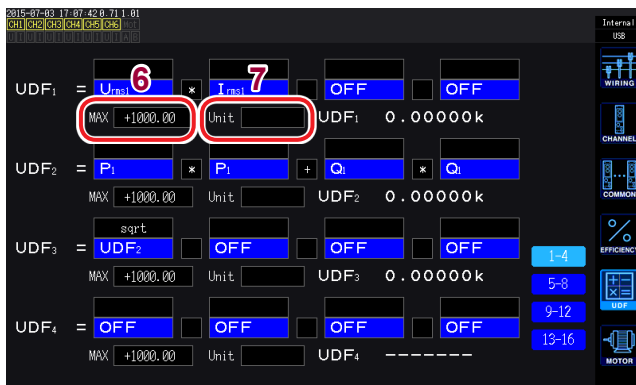 2015-07-03 17:07:42 0.71 1.01
CH1 CH2 CH3 CH4 CH5 CH6 Mot
Internal
USB
6 7
UDF1 = Urms1 * Irms1 OFF OFF
MAX +1000.00 Unit UDF1 0.00000k
UDF2 = P1 * P1 + Q1 * Q1
MAX +1000.00 Unit UDF2 0.00000k
sqrt
UDF3 = UDF2 OFF OFF OFF
MAX +1000.00 Unit UDF3 0.00000k
UDF4 = OFF OFF OFF OFF
MAX +1000.00 Unit UDF4 -------
1-4
5-8
9-12
13-16
WIRING
CHANNEL
COMMON
EFFICIENCY
UDF
MOTOR